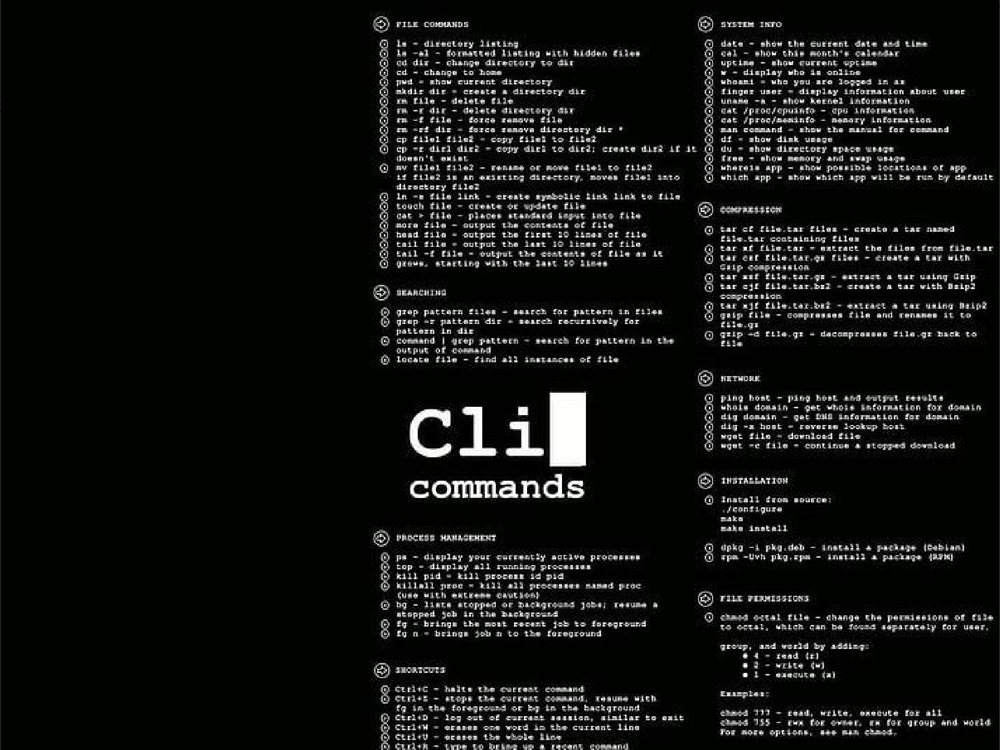 FILE COMMANDS
ls - directory listing
ls -al - formatted listing with hidden files
cd dir - change directory to dir
cd - change to home
pwd - show current directory
mkdir dir - create a directory dir
rm file - delete file
rm -r dir - delete directory dir
rm -f file - force remove file
rm -rf dir - force remove directory dir *
cp file1 file2 - copy file1 to file2
cp -r dir1 dir2 - copy dir1 to dir2; create dir2 if it
doesn't exist
mv file1 file2 - rename or move file1 to file2
if file2 is an existing directory, moves file1 into
directory file2
ln -s file link - create symbolic link link to file
touch file - create or update file
cat > file - places standard input into file
more file - output the contents of file
head file - output the first 10 lines of file
tail file - output the last 10 lines of file
tail -f file - output the contents of file as it
grows, starting with the last 10 lines
SEARCHING
grep pattern files - search for pattern in files
grep -r pattern dir - search recursively for
pattern in dir
command | grep pattern - search for pattern in the
output of command
locate file - find all instances of file
Cli
commands
PROCESS MANAGEMENT
ps - display your currently active processes
top - display all running processes
kill pid - kill process id pid
killall proc - kill all processes named proc
(use with extreme caution)
bg - lists stopped or background jobs; resume a
stopped job in the background
fg - brings the most recent job to foreground
fg n - brings job n to the foreground
SHORTCUTS
Ctrl+C - halts the current command
Ctrl+Z - stops the current command, resume with
fg in the foreground or bg in the background
Ctrl+D - log out of current session, similar to exit
Ctrl+W - erases one word in the current line
Ctrl+U - erases the whole line
Ctrl+R - type to bring up a recent command
SYSTEM INFO
date - show the current date and time
cal - show this month's calendar
uptime - show current uptime
w - display who is online
whoami - who you are logged in as
finger user - display information about user
uname -a - show kernel information
cat /proc/cpuinfo - cpu information
cat /proc/meminfo - memory information
man command - show the manual for command
df - show disk usage
du - show directory space usage
free - show memory and swap usage
whereis app - show possible locations of app
which app - show which app will be run by default
COMPRESSION
tar cf file.tar files - create a tar named
file.tar containing files
tar xf file.tar - extract the files from file.tar
tar czf file.tar.gz files - create a tar with
Gzip compression
tar xzf file.tar.gz - extract a tar using Gzip
tar cjf file.tar.bz2 - create a tar with Bzip2
compression
tar xjf file.tar.bz2 - extract a tar using Bzip2
gzip file - compresses file and renames it to
file.gz
gzip -d file.gz - decompresses file.gz back to
file
NETWORK
ping host - ping host and output results
whois domain - get whois information for domain
dig domain - get DNS information for domain
dig -x host - reverse lookup host
wget file - download file
wget -c file - continue a stopped download
INSTALLATION
Install from source:
./configure
make
make install
dpkg -i pkg.deb - install a package (Debian)
rpm -Uvh pkg.rpm - install a package (RPM)
FILE PERMISSIONS
chmod octal file - change the permissions of file
to octal, which can be found separately for user,
group, and world by adding:
● 4 - read (r)
● 2 - write (w)
● 1 - execute (x)
Examples:
chmod 777 - read, write, execute for all
chmod 755 - rwx for owner, rx for group and world
For more options, see man chmod.